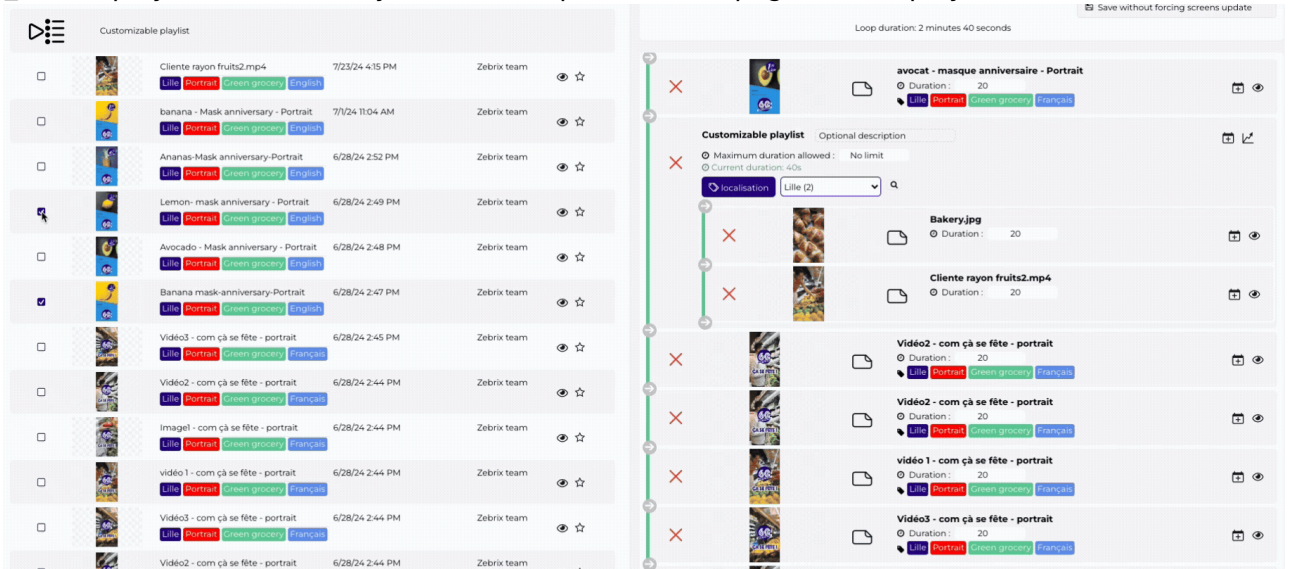 Save without forcing screens update
Customizable playlist
Loop duration: 2 minutes 40 seconds
Cliente rayon fruits2.mp4 7/23/24 4:15 PM Zebrix team
Lille Portrait Green grocery English
banana - Mask anniversary - Portrait 7/1/24 11:04 AM Zebrix team
Lille Portrait Green grocery English
Ananas-Mask anniversary-Portrait 6/28/24 2:52 PM Zebrix team
Lille Portrait Green grocery English
Lemon- mask anniversary - Portrait 6/28/24 2:49 PM Zebrix team
Lille Portrait Green grocery English
Avocado - Mask anniversary - Portrait 6/28/24 2:48 PM Zebrix team
Lille Portrait Green grocery English
Banana mask-anniversary-Portrait 6/28/24 2:47 PM Zebrix team
Lille Portrait Green grocery English
Vidéo3 - com çà se fête - portrait 6/28/24 2:45 PM Zebrix team
Lille Portrait Green grocery Français
Vidéo2 - com çà se fête - portrait 6/28/24 2:44 PM Zebrix team
Lille Portrait Green grocery Français
Image1 - com çà se fête - portrait 6/28/24 2:44 PM Zebrix team
Lille Portrait Green grocery Français
vidéo 1 - com çà se fête - portrait 6/28/24 2:44 PM Zebrix team
Lille Portrait Green grocery Français
Vidéo3 - com çà se fête - portrait 6/28/24 2:44 PM Zebrix team
Lille Portrait Green grocery Français
Vidéo2 - com çà se fête - portrait 6/28/24 2:44 PM Zebrix team
avocat - masque anniversaire - Portrait
Duration : 20
Lille Portrait Green grocery Français
Customizable playlist Optional description
Maximum duration allowed : No limit
Current duration: 40s
localisation Lille (2)
Bakery.jpg
Duration : 20
Cliente rayon fruits2.mp4
Duration : 20
Vidéo2 - com çà se fête - portrait
Duration : 20
Lille Portrait Green grocery Français
Vidéo2 - com çà se fête - portrait
Duration : 20
Lille Portrait Green grocery Français
vidéo 1 - com çà se fête - portrait
Duration : 20
Lille Portrait Green grocery Français
Vidéo3 - com çà se fête - portrait
Duration : 20
Lille Portrait Green grocery Français